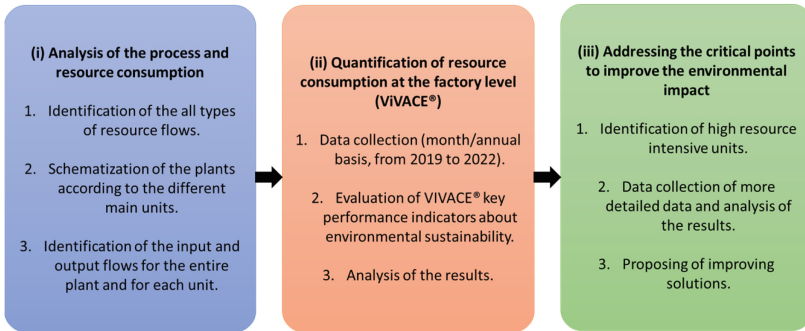 (i) Analysis of the process and
resource consumption
1. Identification of the all types
of resource flows.
2. Schematization of the plants
according to the different
main units.
3. Identification of the input and
output flows for the entire
plant and for each unit.
(ii) Quantification of resource
consumption at the factory level
(ViVACE®)
1. Data collection (month/annual
basis, from 2019 to 2022).
2. Evaluation of VIVACE® key
performance indicators about
environmental sustainability.
3. Analysis of the results.
(iii) Addressing the critical points
to improve the environmental
impact
1. Identification of high resource
intensive units.
2. Data collection of more
detailed data and analysis of
the results.
3. Proposing of improving
solutions.